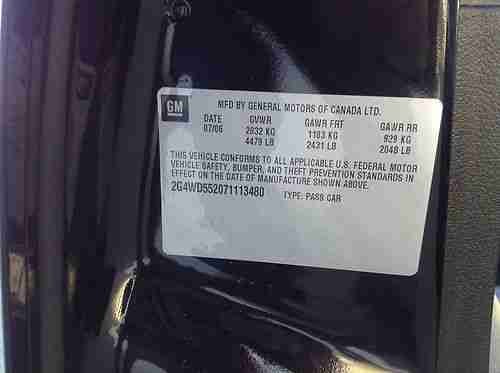 GM
MFD BY GENERAL MOTORS OF CANADA LTD.
DATE GVWR GAWR FRT GAWR RR
07/06 2032 KG 1103 KG 929 KG
4479 LB 2431 LB 2048 LB
THIS VEHICLE CONFORMS TO ALL APPLICABLE U.S. FEDERAL MOTOR
VEHICLE SAFETY, BUMPER, AND THEFT PREVENTION STANDARDS IN
EFFECT ON THE DATE OF MANUFACTURE SHOWN ABOVE.
2G4WD552071113480 TYPE: PASS CAR